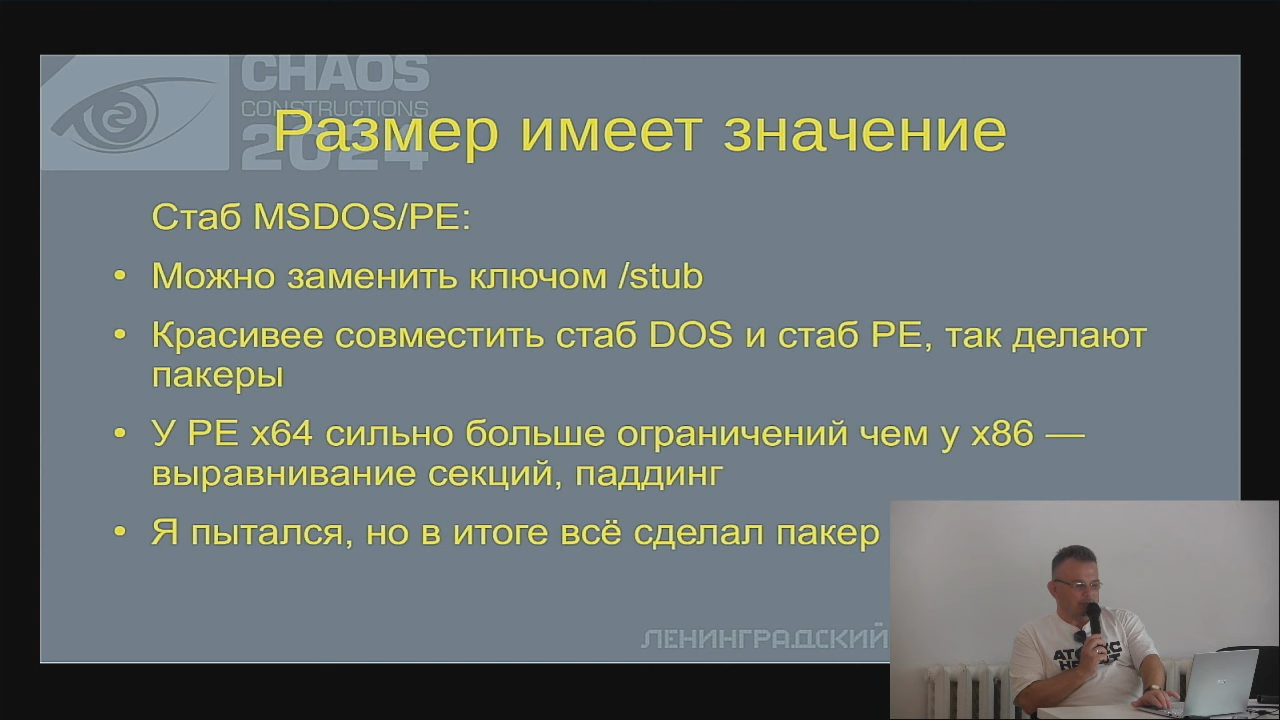 CHAOS
CONSTRUCTIONS
2024
Размер имеет значение
Стаб MSDOS/PE:
• Можно заменить ключом /stub
• Красивее совместить стаб DOS и стаб PE, так делают
пакеры
• У PE x64 сильно больше ограничений чем у x86 —
выравнивание секций, паддинг
• Я пытался, но в итоге всё сделал пакер
ЛЕНИНГРАДСКИЙ